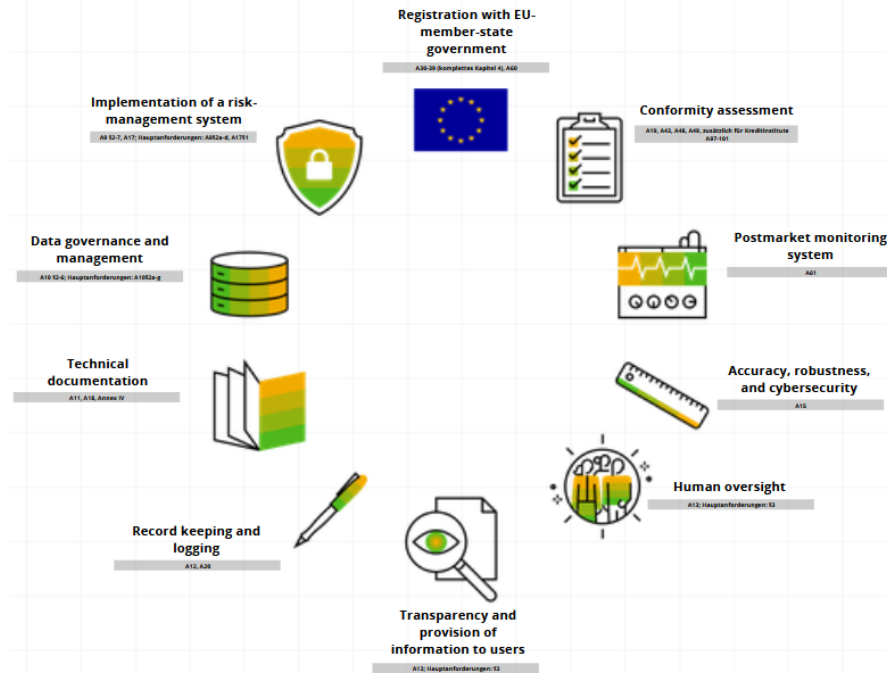 Registration with EU-
member-state
government
A30-39 (komplettes Kapitel 4), A60
Implementation of a risk-
management system
A9 §2-7, A17; Hauptanforderungen: A9§2a-d, A17§1
Conformity assessment
A19, A43, A48, A49, zusätzlich für Kreditinstitute
A97-101
Data governance and
management
A10 §2-6; Hauptanforderungen: A10§2a-g
Postmarket monitoring
system
A61
Technical
documentation
A11, A18, Annex IV
Accuracy, robustness,
and cybersecurity
A15
Human oversight
A13; Hauptanforderungen: §3
Record keeping and
logging
A12, A20
Transparency and
provision of
information to users
A13; Hauptanforderungen: §3